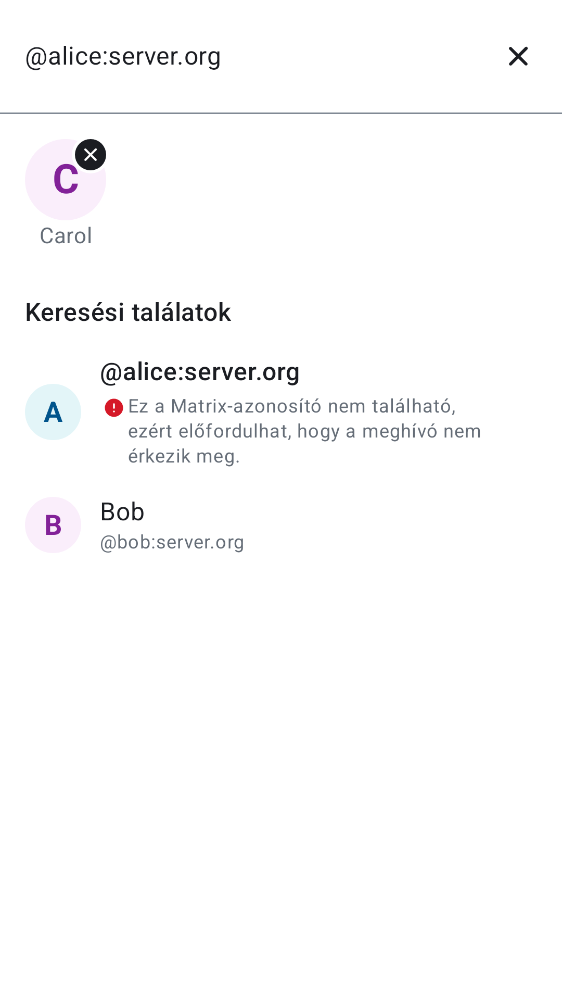 @alice:server.org
C
Carol
Keresési találatok
@alice:server.org
A
Ez a Matrix-azonosító nem található,
ezért előfordulhat, hogy a meghívó nem
érkezik meg.
B
Bob
@bob:server.org